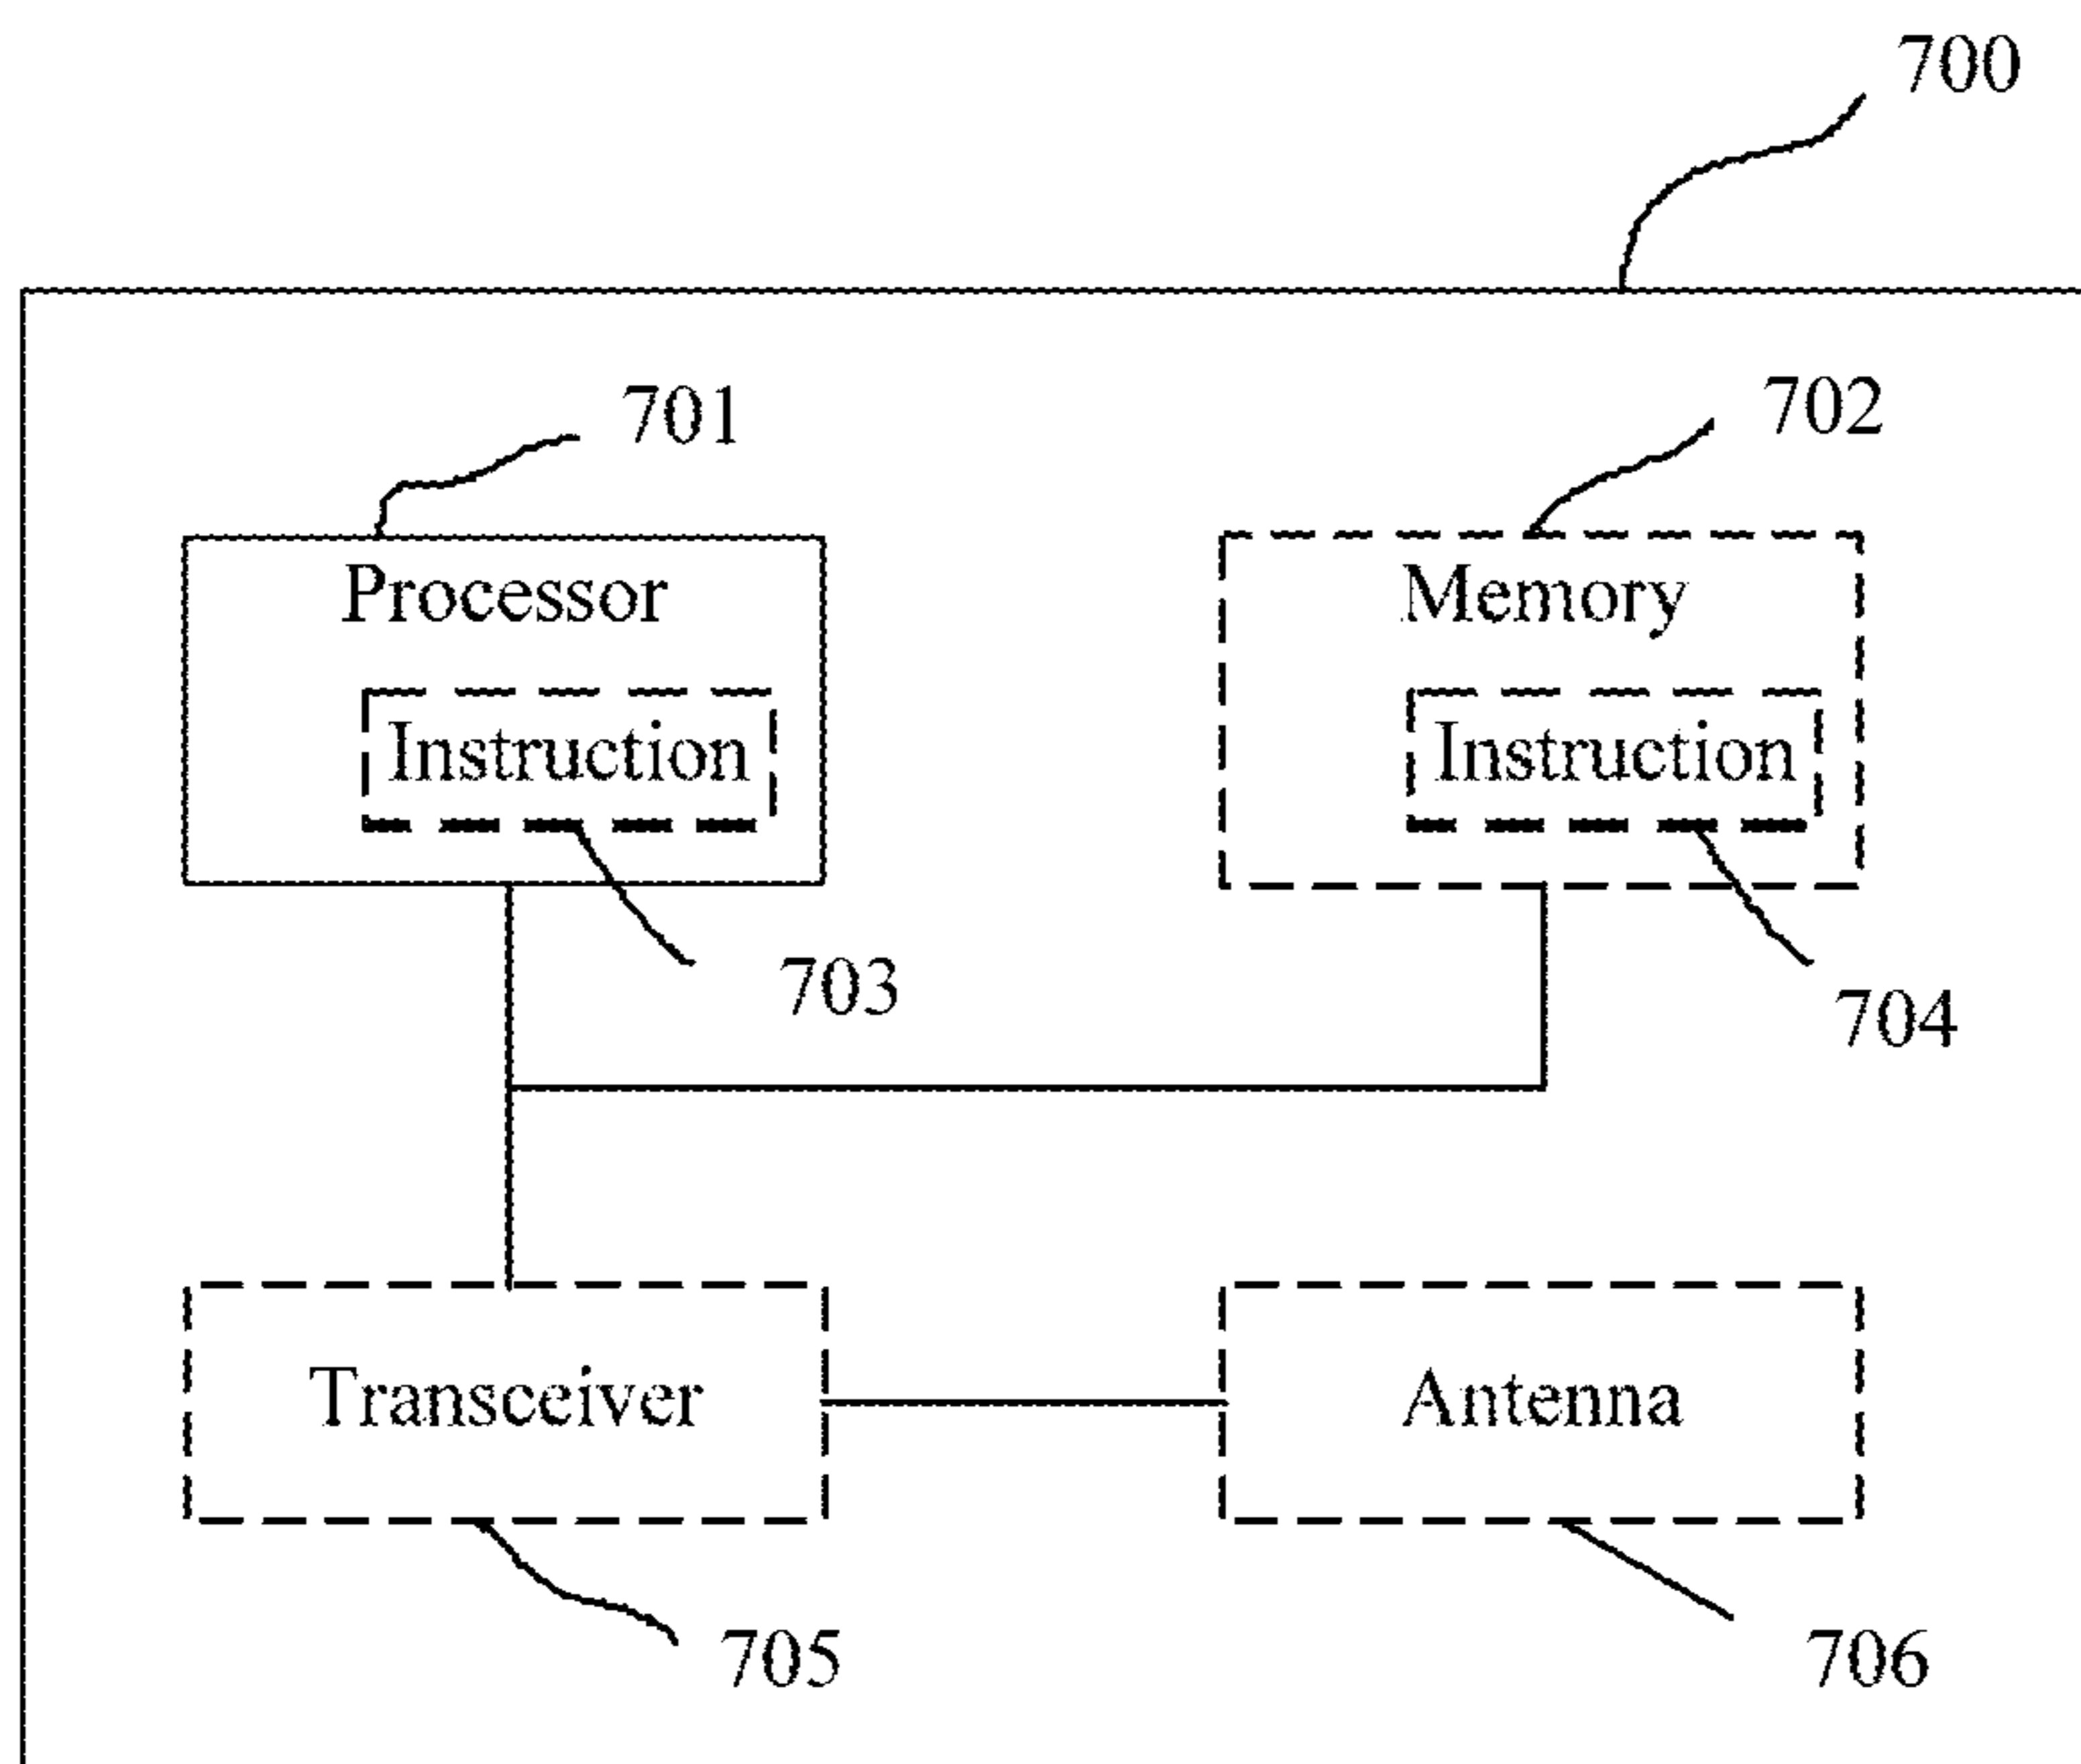 700
701
702
Processor
Memory
Instruction
Instruction
703
704
Transceiver
Antenna
705
706